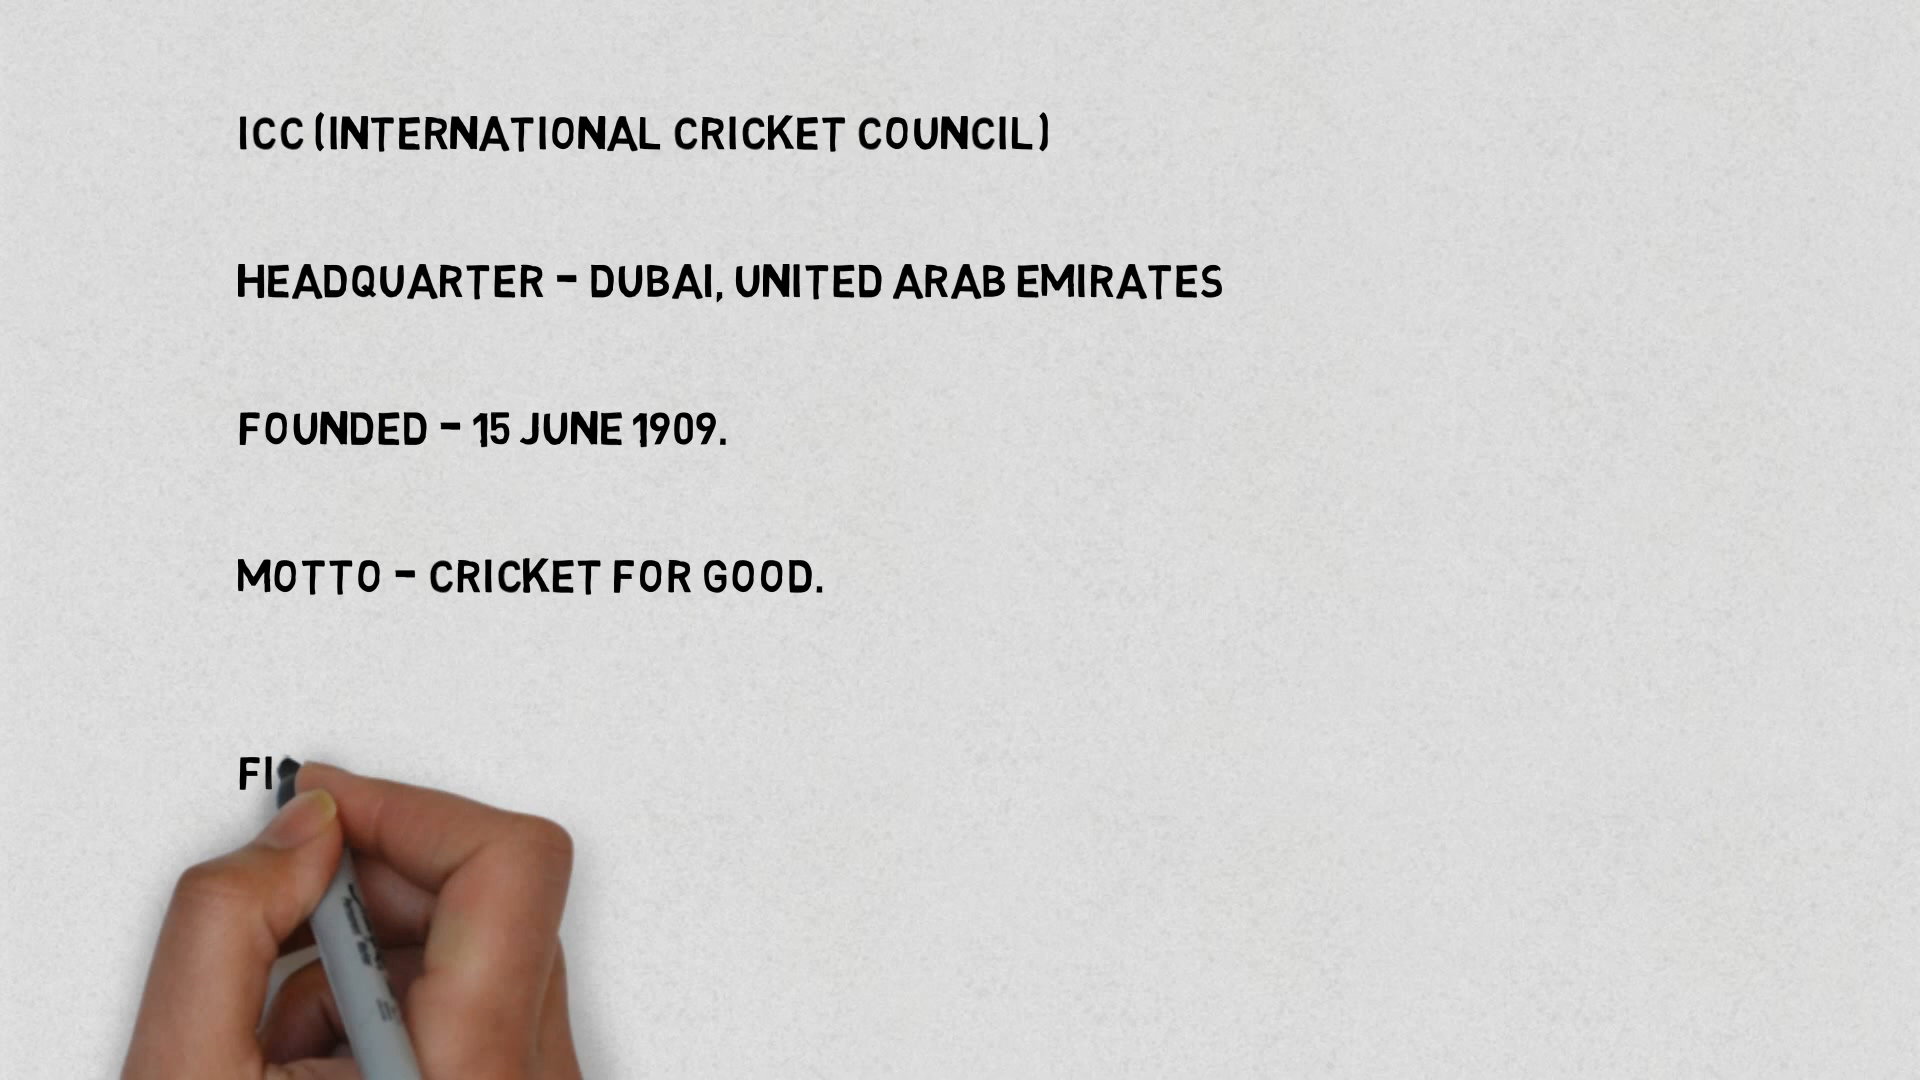 ICC (INTERNATIONAL CRICKET COUNCIL)
HEADQUARTER - DUBAI, UNITED ARAB EMIRATES
FOUNDED - 15 JUNE 1909.
MOTTO - CRICKET FOR GOOD.
FI